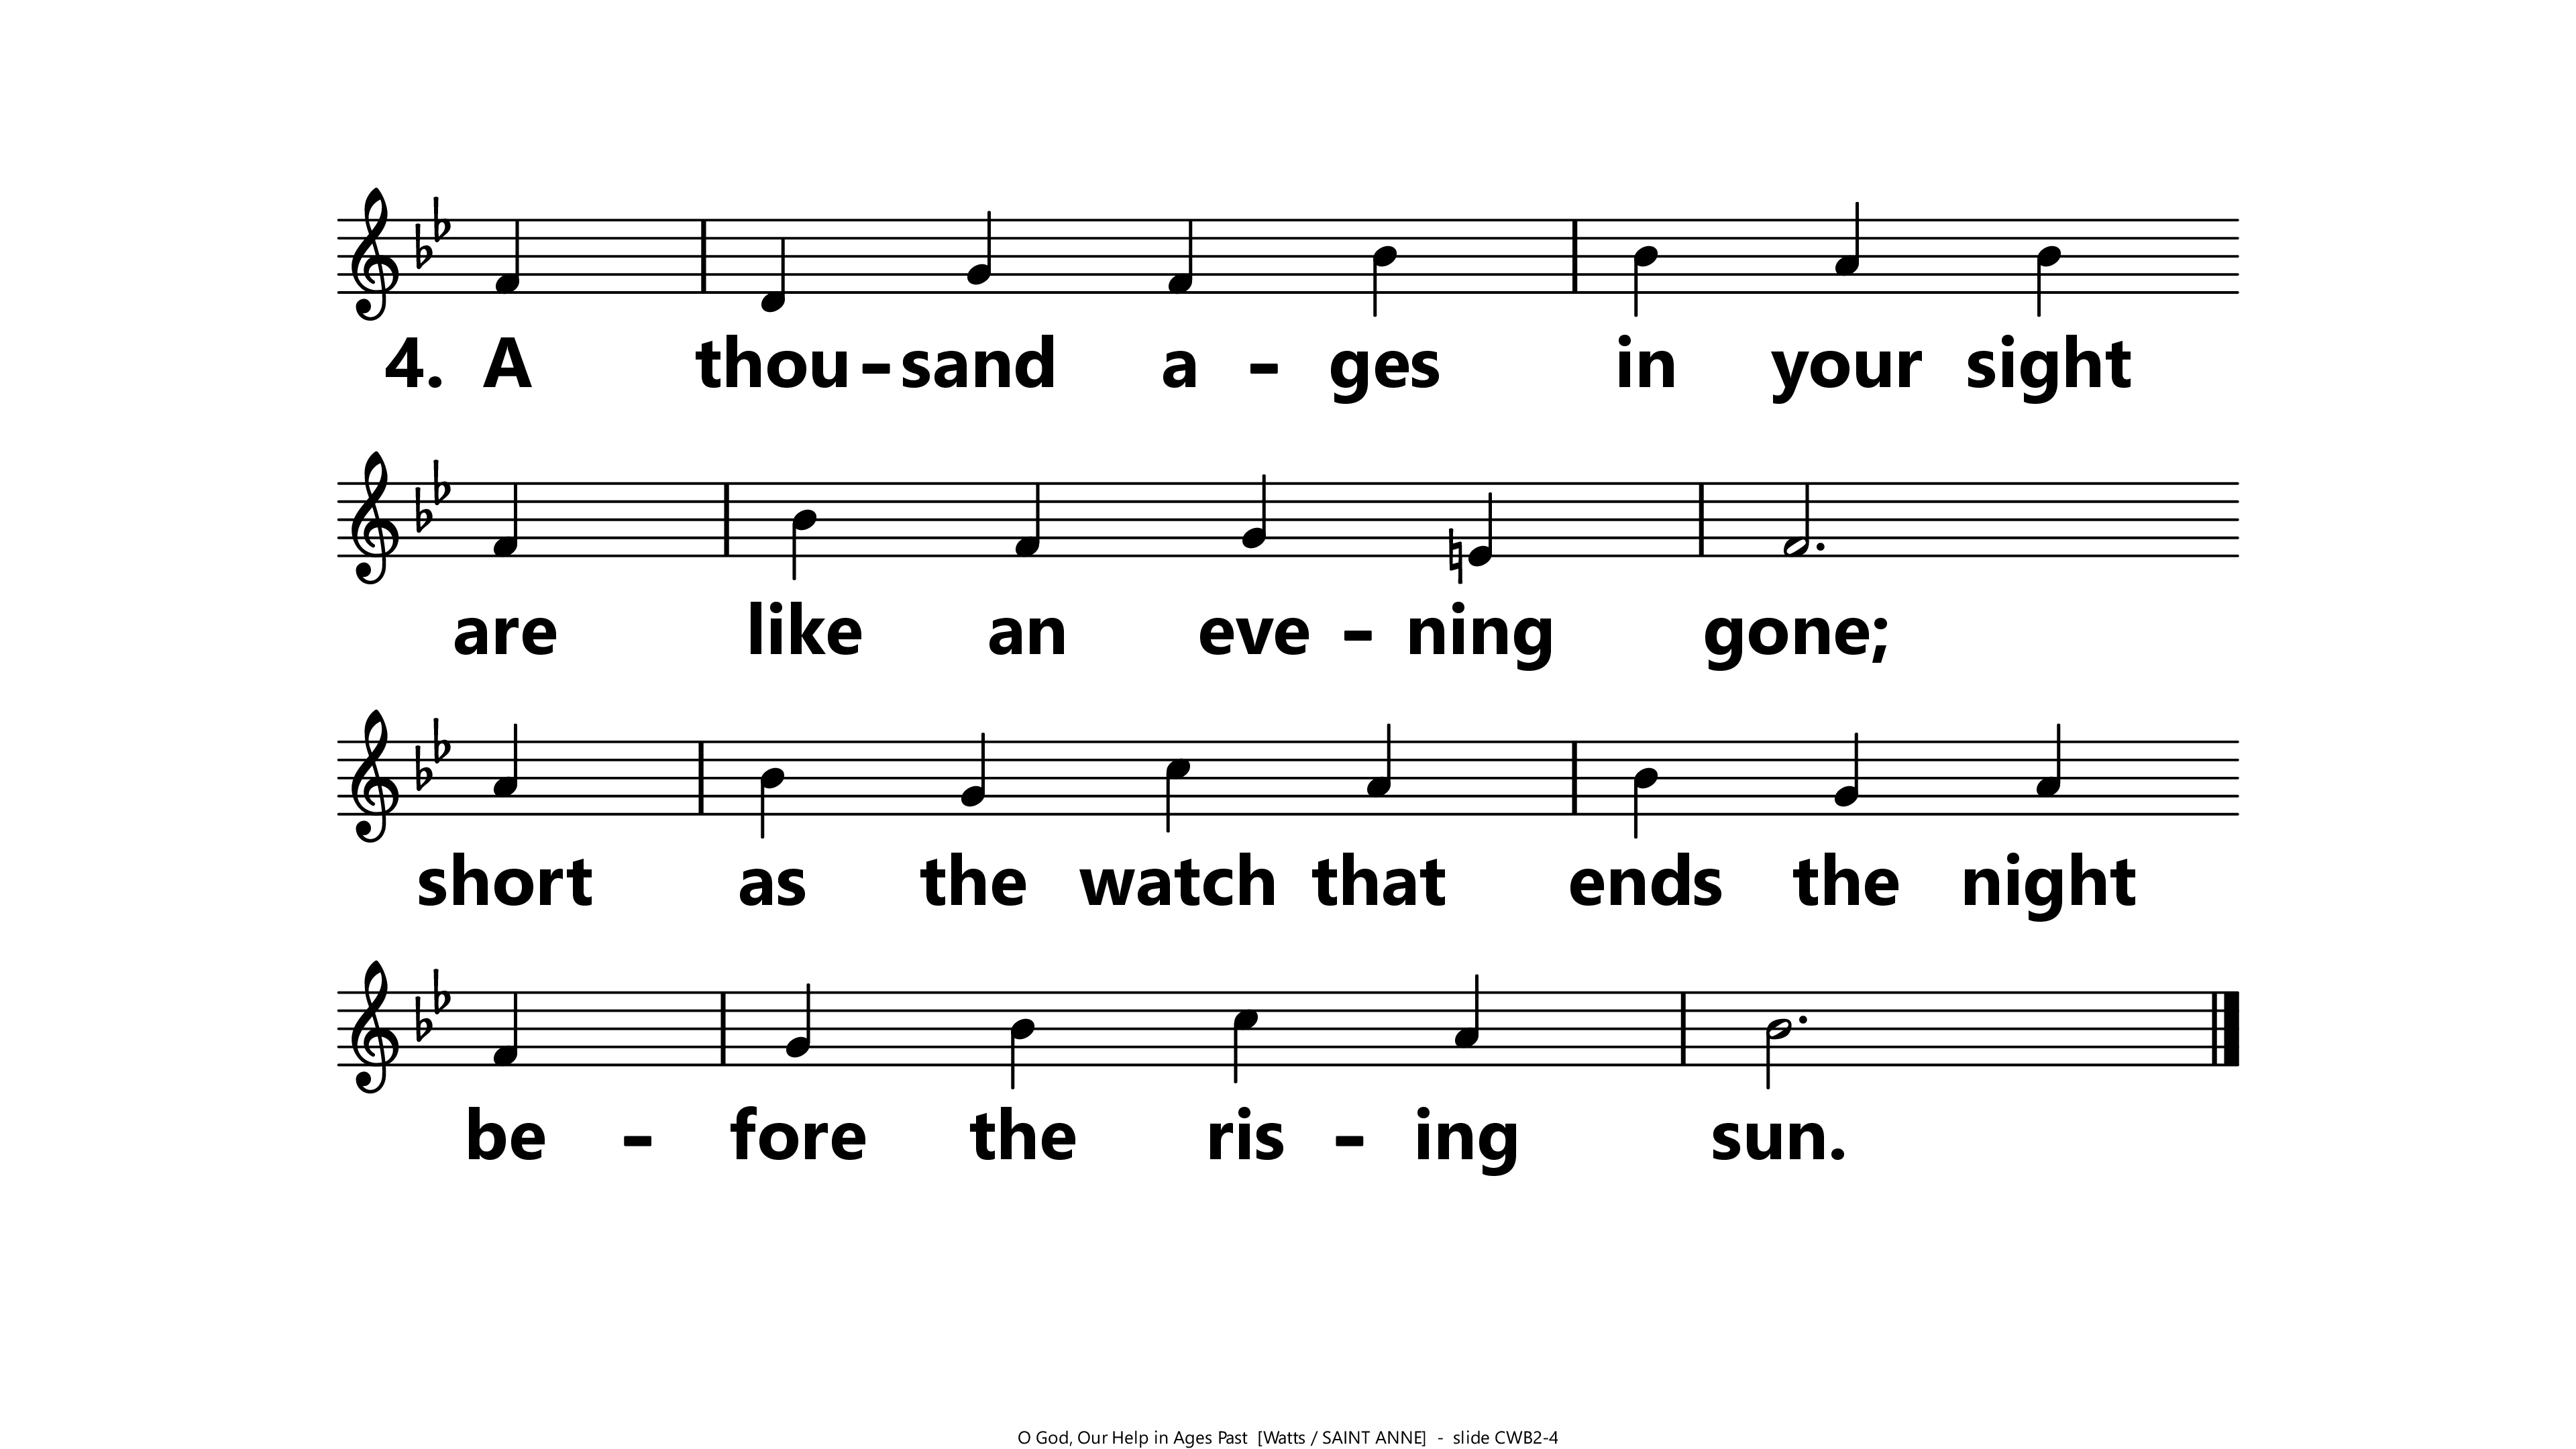 4. A thou-sand a - ges in your sight
are like an eve - ning gone;
short as the watch that ends the night
be - fore the ris - ing sun.
O God, Our Help in Ages Past [Watts / SAINT ANNE] - slide CWB2-4